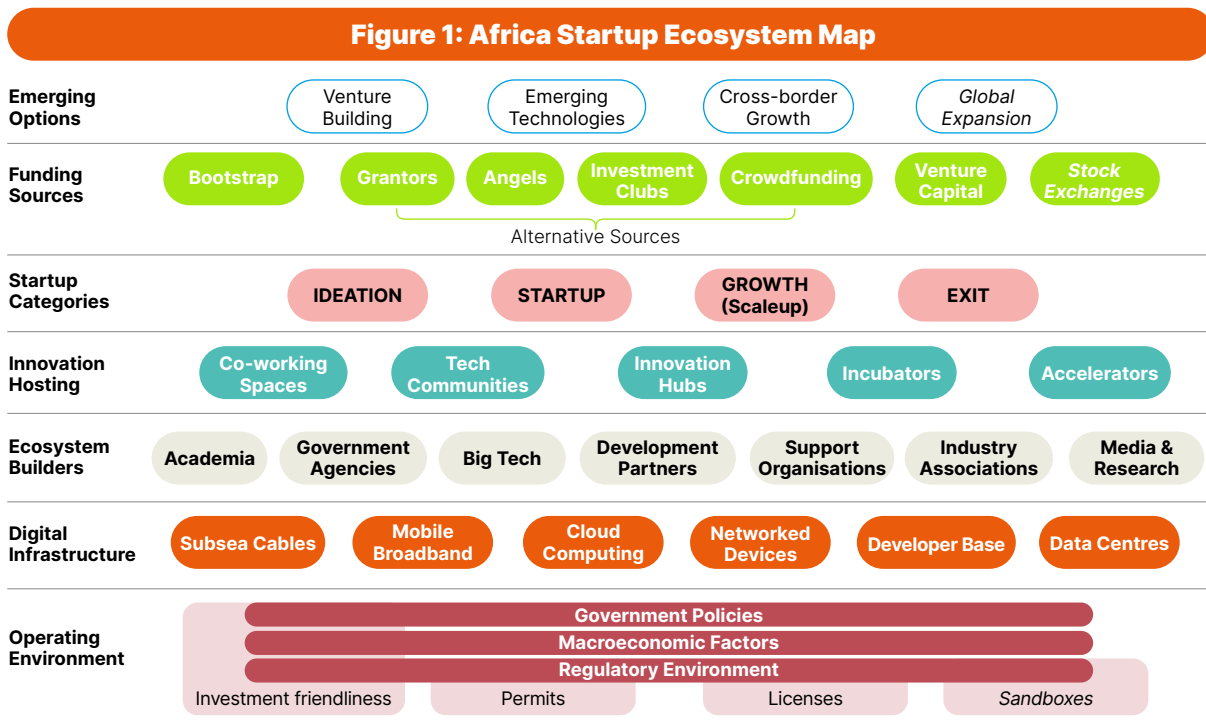 Figure 1: Africa Startup Ecosystem Map
Emerging
Options
Venture
Building
Emerging
Technologies
Cross-border
Growth
Global
Expansion
Funding
Sources
Bootstrap
Grantors
Angels
Investment
Clubs
Crowdfunding
Venture
Capital
Stock
Exchanges
Alternative Sources
Startup
Categories
IDEATION
STARTUP
GROWTH
(Scaleup)
EXIT
Innovation
Hosting
Co-working
Spaces
Tech
Communities
Innovation
Hubs
Incubators
Accelerators
Ecosystem
Builders
Academia
Government
Agencies
Big Tech
Development
Partners
Support
Organisations
Industry
Associations
Media &
Research
Digital
Infrastructure
Subsea Cables
Mobile
Broadband
Cloud
Computing
Networked
Devices
Developer Base
Data Centres
Operating
Environment
Government Policies
Macroeconomic Factors
Regulatory Environment
Investment friendliness
Permits
Licenses
Sandboxes